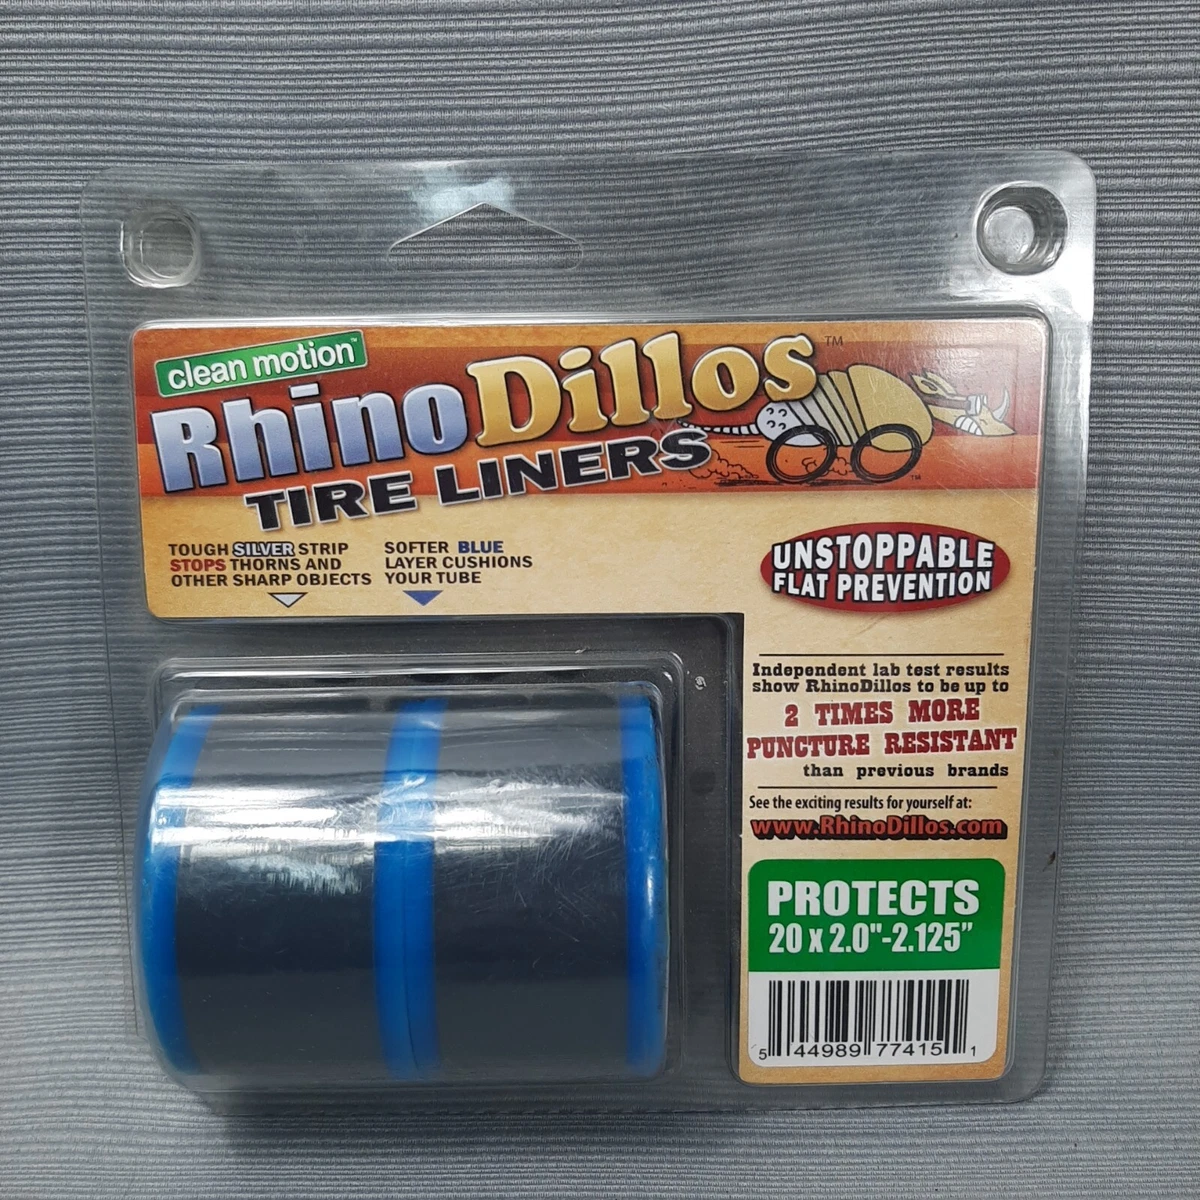 clean motion™
RhinoDillos™
TIRE LINERS
™
TOUGH SILVER STRIP
STOPS THORNS AND
OTHER SHARP OBJECTS
SOFTER BLUE
LAYER CUSHIONS
YOUR TUBE
UNSTOPPABLE
FLAT PREVENTION
Independent lab test results
show RhinoDillos to be up to
2 TIMES MORE
PUNCTURE RESISTANT
than previous brands
See the exciting results for yourself at:
www.RhinoDillos.com
PROTECTS
20 x 2.0"-2.125”
5 44989 77415 1